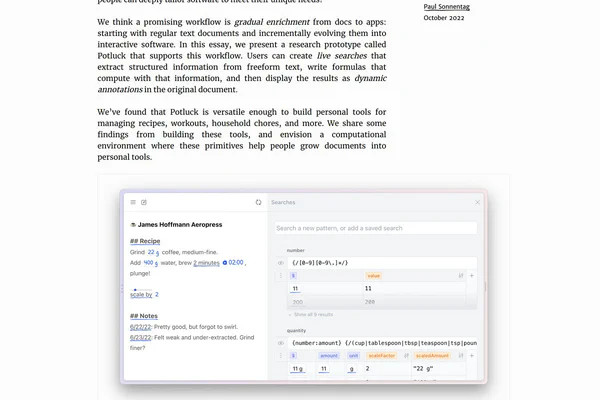 people can deeply tailor software to meet their unique needs?
Paul Sonnentag
October 2022
We think a promising workflow is gradual enrichment from docs to apps:
starting with regular text documents and incrementally evolving them into
interactive software. In this essay, we present a research prototype called
Potluck that supports this workflow. Users can create live searches that
extract structured information from freeform text, write formulas that
compute with that information, and then display the results as dynamic
annotations in the original document.
We've found that Potluck is versatile enough to build personal tools for
managing recipes, workouts, household chores, and more. We share some
findings from building these tools, and envision a computational
environment where these primitives help people grow documents into
personal tools.
James Hoffmann Aeropress
## Recipe
Grind 22 g coffee, medium-fine.
Add 400 g water, brew 2 minutes 02:00,
plunge!
scale by 2
## Notes
6/22/22: Pretty good, but forgot to swirl.
6/23/22: Felt weak and under-extracted. Grind
finer?
Searches
Search a new pattern, or add a saved search
number
{/[0-9][0-9\.]*/}
$ value
11 11
200 200
Show all 9 results
quantity
{number:amount} {/(cup|tablespoon|tbsp|teaspoon|tsp|poun
$ amount unit scaleFactor scaledAmount
11 g 11 g 2 "22 g"